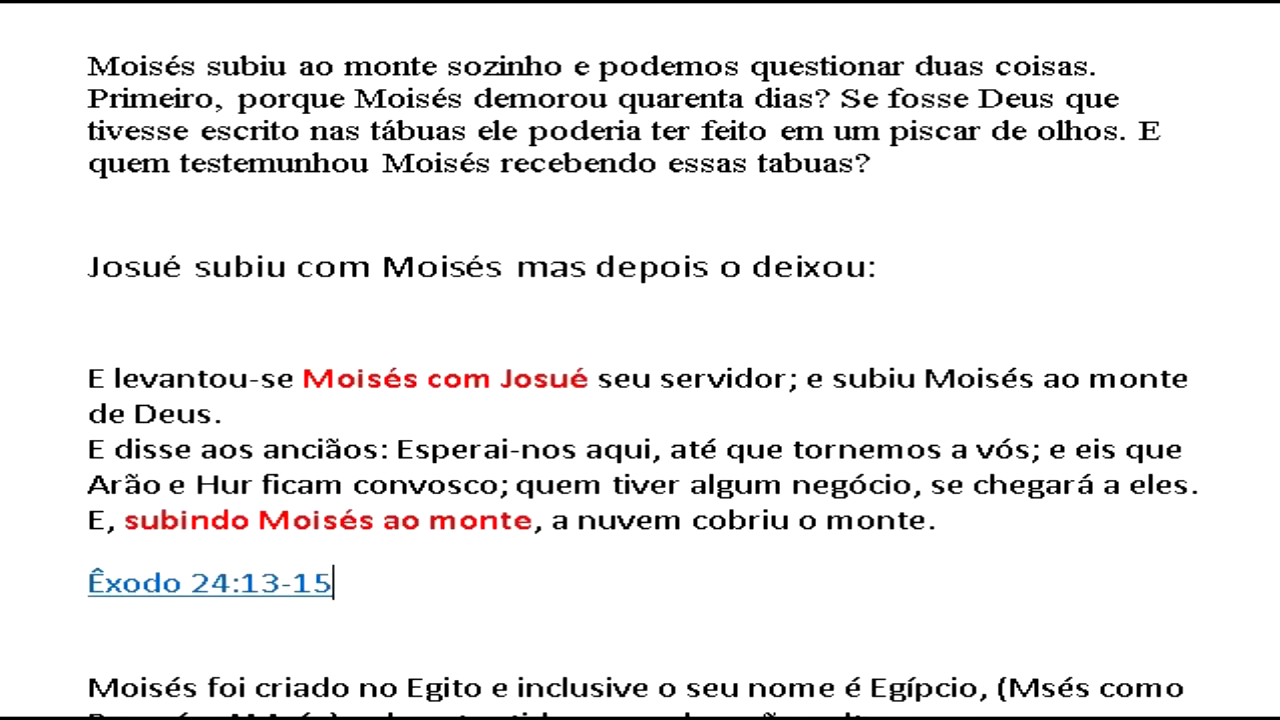 Moisés subiu ao monte sozinho e podemos questionar duas coisas.
Primeiro, porque Moisés demorou quarenta dias? Se fosse Deus que
tivesse escrito nas tábuas ele poderia ter feito em um piscar de olhos. E
quem testemunhou Moisés recebendo essas tabuas?
Josué subiu com Moisés mas depois o deixou:
E levantou-se Moisés com Josué seu servidor; e subiu Moisés ao monte
de Deus.
E disse aos anciãos: Esperai-nos aqui, até que tornemos a vós; e eis que
Arão e Hur ficam convosco; quem tiver algum negócio, se chegará a eles.
E, subindo Moisés ao monte, a nuvem cobriu o monte.
Êxodo 24:13-15
Moisés foi criado no Egito e inclusive o seu nome é Egípcio, (Msés como